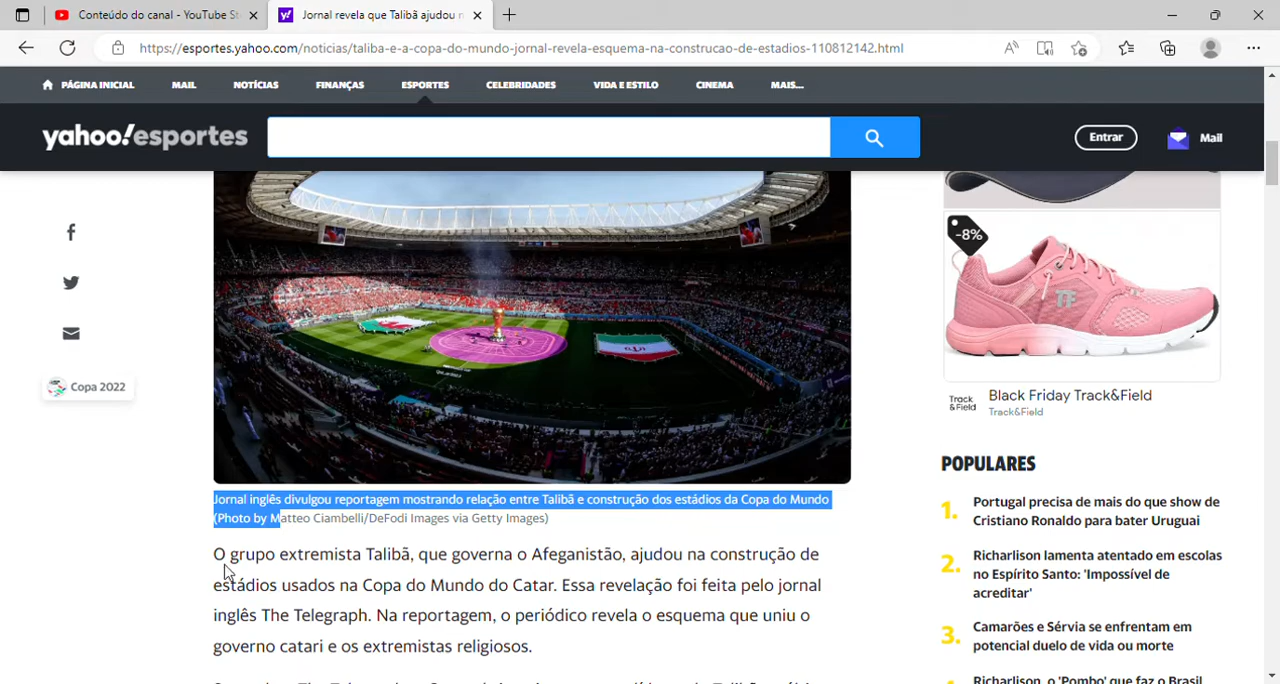 Conteúdo do canal - YouTube St
Jornal revela que Talibã ajudou n
https://esportes.yahoo.com/noticias/taliba-e-a-copa-do-mundo-jornal-revela-esquema-na-construcao-de-estadios-110812142.html
PÁGINA INICIAL MAIL NOTÍCIAS FINANÇAS ESPORTES CELEBRIDADES VIDA E ESTILO CINEMA MAIS...
yahoo!esportes
Entrar
Mail
Copa 2022
-8%
TF
Track &Field
Black Friday Track&Field
Track&Field
Jornal inglês divulgou reportagem mostrando relação entre Talibã e construção dos estádios da Copa do Mundo
(Photo by Matteo Ciambelli/DeFodi Images via Getty Images)
O grupo extremista Talibã, que governa o Afeganistão, ajudou na construção de
estádios usados na Copa do Mundo do Catar. Essa revelação foi feita pelo jornal
inglês The Telegraph. Na reportagem, o periódico revela o esquema que uniu o
governo catari e os extremistas religiosos.
POPULARES
1. Portugal precisa de mais do que show de
Cristiano Ronaldo para bater Uruguai
2. Richarlison lamenta atentado em escolas
no Espírito Santo: 'Impossível de
acreditar'
3. Camarões e Sérvia se enfrentam em
potencial duelo de vida ou morte
Richarlison, o 'Pombo' que faz o Brasil